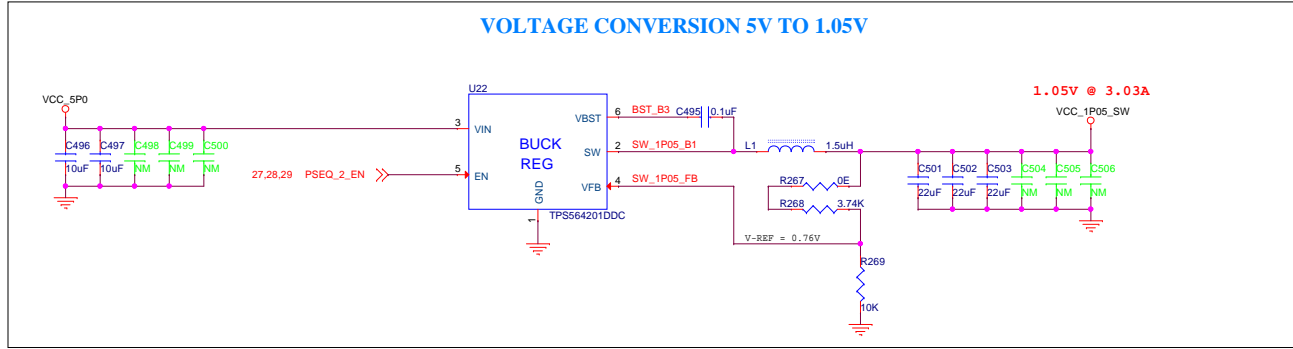 VOLTAGE CONVERSION 5V TO 1.05V
1.05V @ 3.03A
VCC_5P0
VCC_1P05_SW
U22
C496
10uF
C497
10uF
C498
NM
C499
NM
C500
NM
27,28,29 PSEQ_2_EN
3
5
VIN
EN
BUCK
REG
GND
1
VBST
SW
VFB
TPS564201DDC
6 BST_B3 C495 0.1uF
2 SW_1P05_B1 L1 1.5uH
4 SW_1P05_FB
R267 0E
R268 3.74K
V-REF = 0.76V
R269
10K
C501
22uF
C502
22uF
C503
22uF
C504
NM
C505
NM
C506
NM